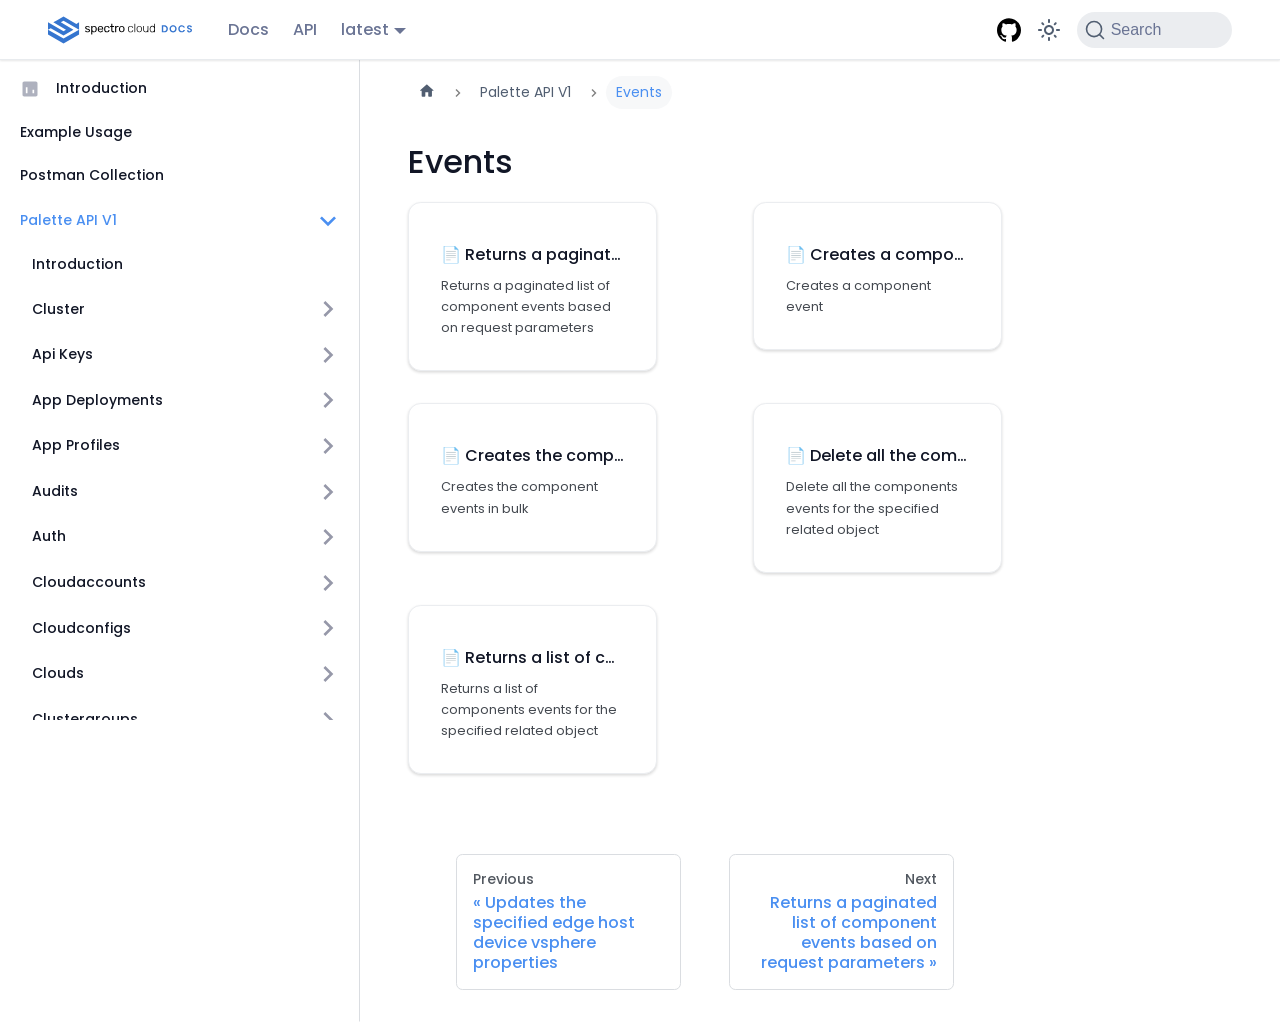 spectro cloud DOCS
Docs
API
latest
Search
Introduction
Example Usage
Postman Collection
Palette API V1
Introduction
Cluster
Api Keys
App Deployments
App Profiles
Audits
Auth
Cloudaccounts
Cloudconfigs
Clouds
Clustergroups
Palette API V1
Events
Events
Returns a paginat...
Returns a paginated list of
component events based
on request parameters
Creates a compo...
Creates a component
event
Creates the comp...
Creates the component
events in bulk
Delete all the com...
Delete all the components
events for the specified
related object
Returns a list of c...
Returns a list of
components events for the
specified related object
Previous
« Updates the
specified edge host
device vsphere
properties
Next
Returns a paginated
list of component
events based on
request parameters »